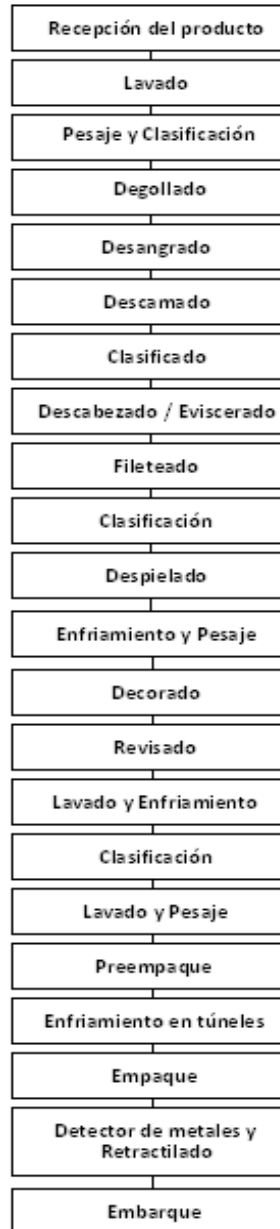 Recepción del producto
Lavado
Pesaje y Clasificación
Degollado
Desangrado
Descamado
Clasificado
Descabezado / Eviscerado
Fileteado
Clasificación
Despielado
Enfriamiento y Pesaje
Decorado
Revisado
Lavado y Enfriamiento
Clasificación
Lavado y Pesaje
Preempaque
Enfriamiento en túneles
Empaque
Detector de metales y
Retractilado
Embarque